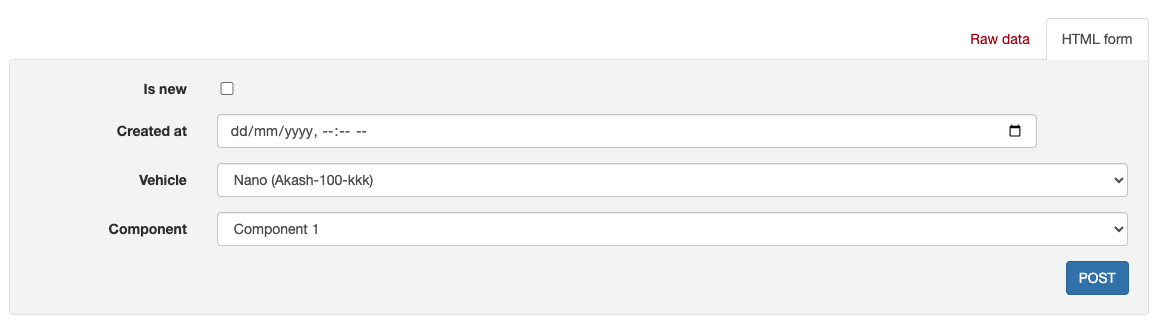 Raw data HTML form
Is new
Created at dd/mm/yyyy, --:-- --
Vehicle Nano (Akash-100-kkk)
Component Component 1
POST